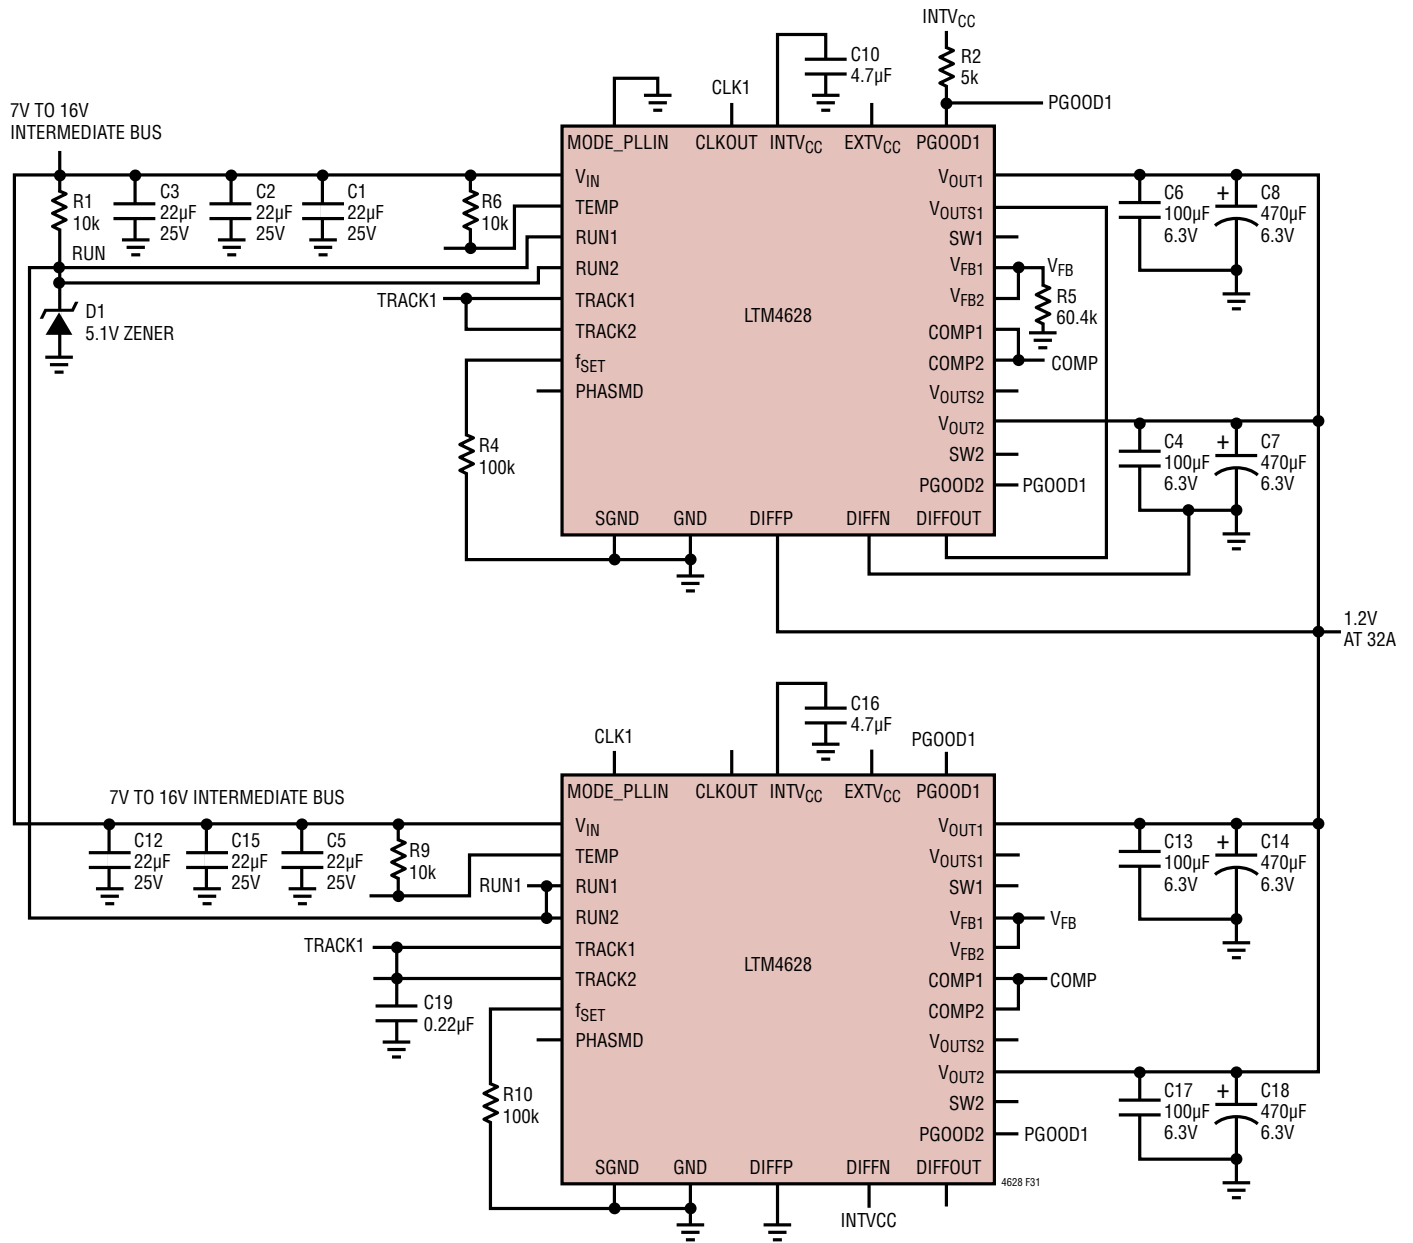 INTVCC
R2
5k
C10
4.7µF
CLK1
PGOOD1
7V TO 16V
INTERMEDIATE BUS
MODE_PLLIN
CLKOUT
INTVCC
EXTVCC
PGOOD1
R1
10k
C3
22µF
25V
C2
22µF
25V
C1
22µF
25V
R6
10k
RUN
D1
5.1V ZENER
TRACK1
R4
100k
VIN
TEMP
RUN1
RUN2
TRACK1
TRACK2
fSET
PHASMD
LTM4628
VOUT1
VOUTS1
SW1
VFB1
VFB2
COMP1
COMP2
VOUTS2
VOUT2
SW2
PGOOD2
SGND
GND
DIFFP
DIFFN
DIFFOUT
VFB
R5
60.4k
COMP
PGOOD1
+
C6
100µF
6.3V
C8
470µF
6.3V
+
C4
100µF
6.3V
C7
470µF
6.3V
1.2V
AT 32A
C16
4.7µF
CLK1
PGOOD1
7V TO 16V INTERMEDIATE BUS
MODE_PLLIN
CLKOUT
INTVCC
EXTVCC
PGOOD1
C12
22µF
25V
C15
22µF
25V
C5
22µF
25V
R9
10k
RUN1
TRACK1
C19
0.22µF
R10
100k
VIN
TEMP
RUN1
RUN2
TRACK1
TRACK2
fSET
PHASMD
LTM4628
VOUT1
VOUTS1
SW1
VFB1
VFB2
COMP1
COMP2
VOUTS2
VOUT2
SW2
PGOOD2
SGND
GND
DIFFP
DIFFN
DIFFOUT
VFB
COMP
PGOOD1
+
C13
100µF
6.3V
C14
470µF
6.3V
+
C17
100µF
6.3V
C18
470µF
6.3V
4628 F31
INTVCC